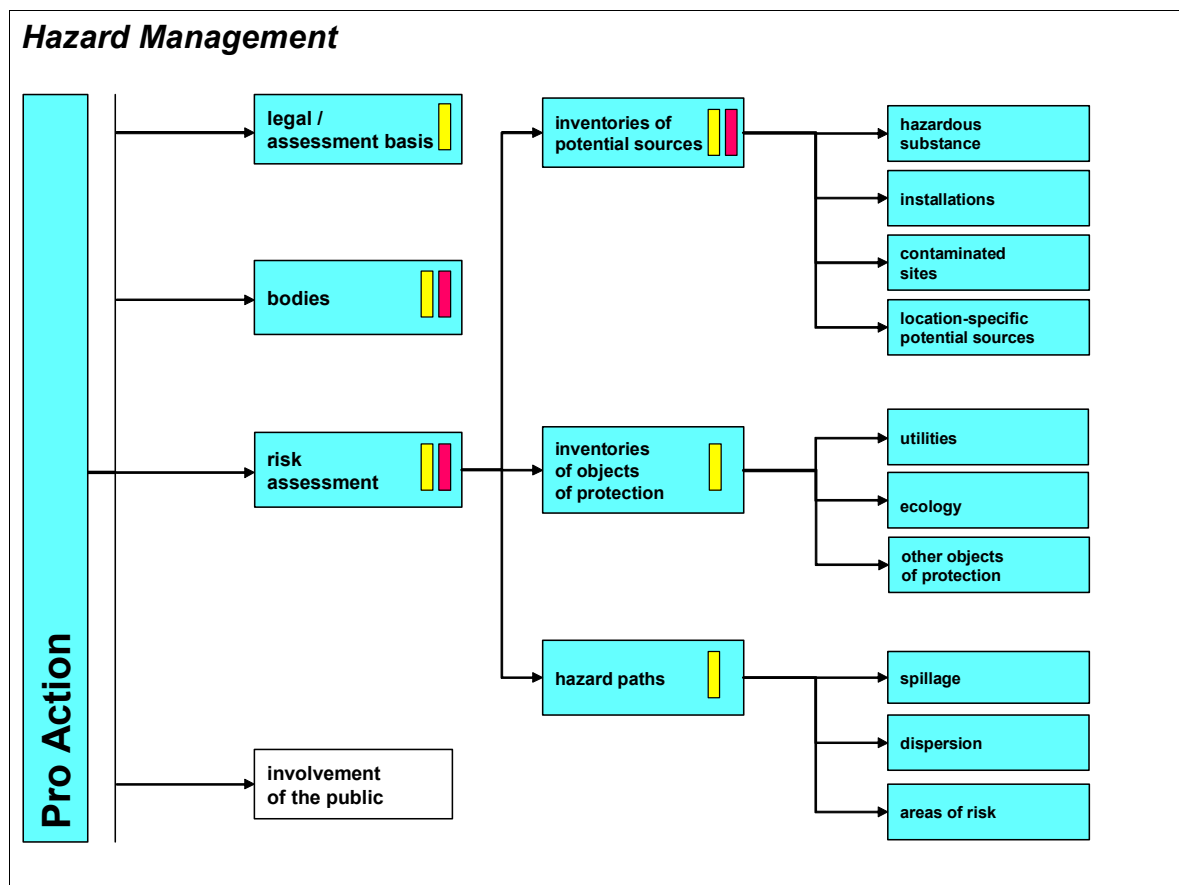 Hazard Management
Pro Action
legal /
assessment basis
bodies
risk
assessment
involvement
of the public
inventories of
potential sources
inventories
of objects
of protection
hazard paths
hazardous
substance
installations
contaminated
sites
location-specific
potential sources
utilities
ecology
other objects
of protection
spillage
dispersion
areas of risk